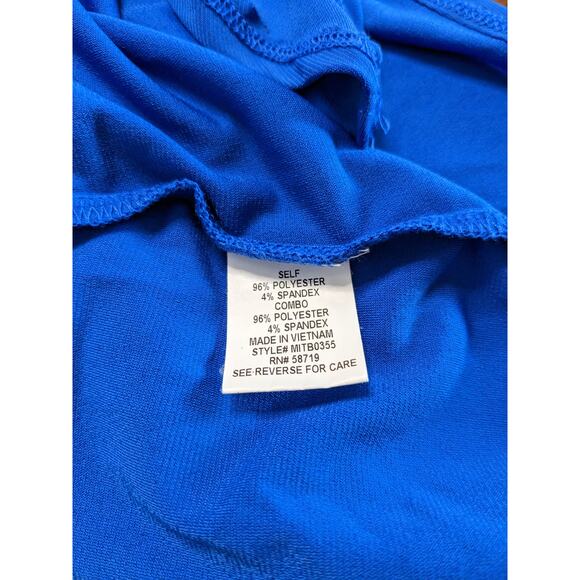 SELF
96% POLYESTER
4% SPANDEX
COMBO
96% POLYESTER
4% SPANDEX
MADE IN VIETNAM
STYLE# MITB0355
RN# 58719
SEE REVERSE FOR CARE